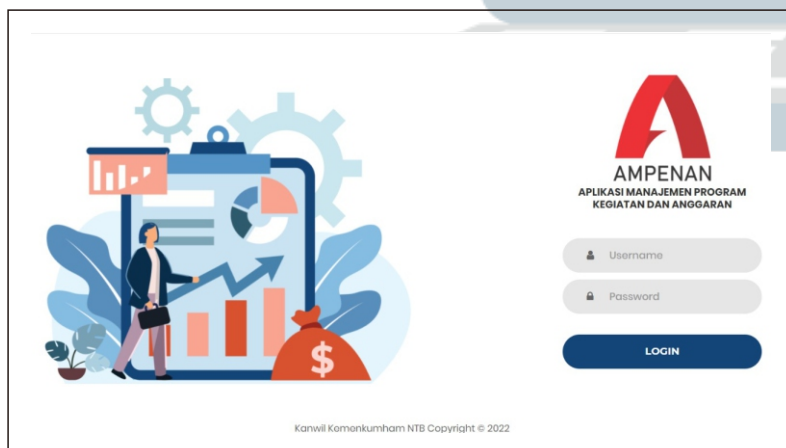 AMPENAN
APLIKASI MANAJEMEN PROGRAM
KEGIATAN DAN ANGGARAN
Username
Password
LOGIN
$
Kanwil Kemenkumham NTB Copyright © 2022